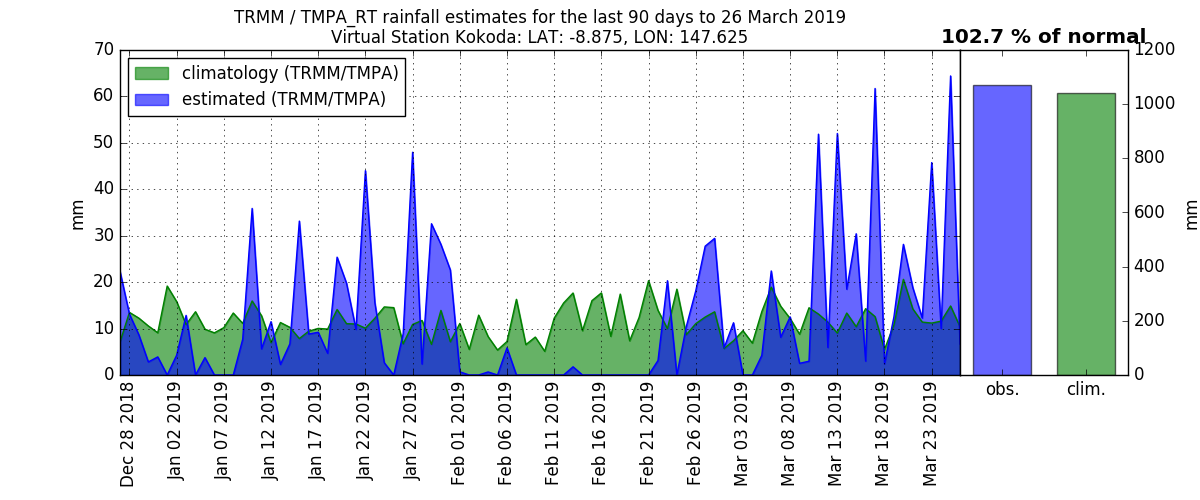 TRMM / TMPA_RT rainfall estimates for the last 90 days to 26 March 2019
Virtual Station Kokoda: LAT: -8.875, LON: 147.625
102.7 % of normal
climatology (TRMM/TMPA)
estimated (TRMM/TMPA)
mm
70
60
50
40
30
20
10
0
Dec 28 2018
Jan 02 2019
Jan 07 2019
Jan 12 2019
Jan 17 2019
Jan 22 2019
Jan 27 2019
Feb 01 2019
Feb 06 2019
Feb 11 2019
Feb 16 2019
Feb 21 2019
Feb 26 2019
Mar 03 2019
Mar 08 2019
Mar 13 2019
Mar 18 2019
Mar 23 2019
obs.
clim.
1200
1000
800
600
400
200
0
mm